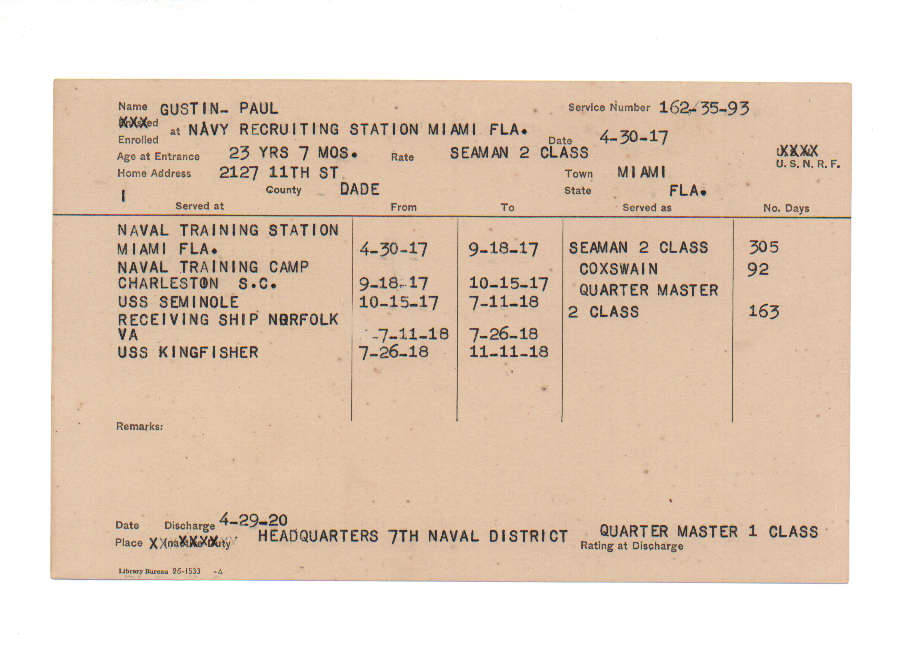 Name GUSTIN- PAUL Service Number 162-35-93
Enrolled at NAVY RECRUITING STATION MIAMI FLA. Date 4-30-17
Age at Entrance 23 YRS 7 MOS. Rate SEAMAN 2 CLASS U. S. N. R. F.
Home Address 2127 11TH ST Town MIAMI
1 County DADE State FLA.
Served at From To Served as No. Days
NAVAL TRAINING STATION
MIAMI FLA. 4-30-17 9-18-17 SEAMAN 2 CLASS 305
NAVAL TRAINING CAMP COXSWAIN 92
CHARLESTON S.C. 9-18-17 10-15-17 QUARTER MASTER
USS SEMINOLE 10-15-17 7-11-18 2 CLASS 163
RECEIVING SHIP NORFOLK
VA -7-11-18 7-26-18
USS KINGFISHER 7-26-18 11-11-18
Remarks:
Date Discharge 4-29-20
Place HEADQUARTERS 7TH NAVAL DISTRICT QUARTER MASTER 1 CLASS
Rating at Discharge
Library Bureau 26-1533 -A